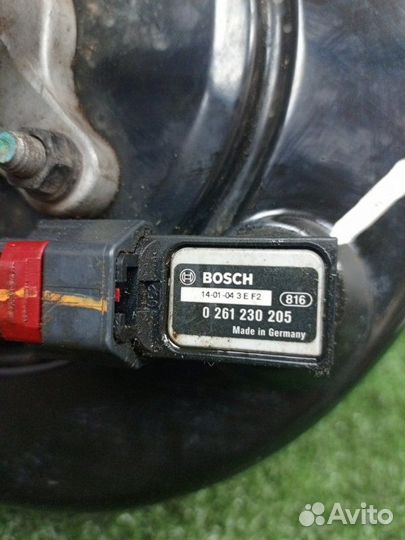 BOSCH
14-01-04 3 E F2
816
0 261 230 205
Made in Germany
Avito